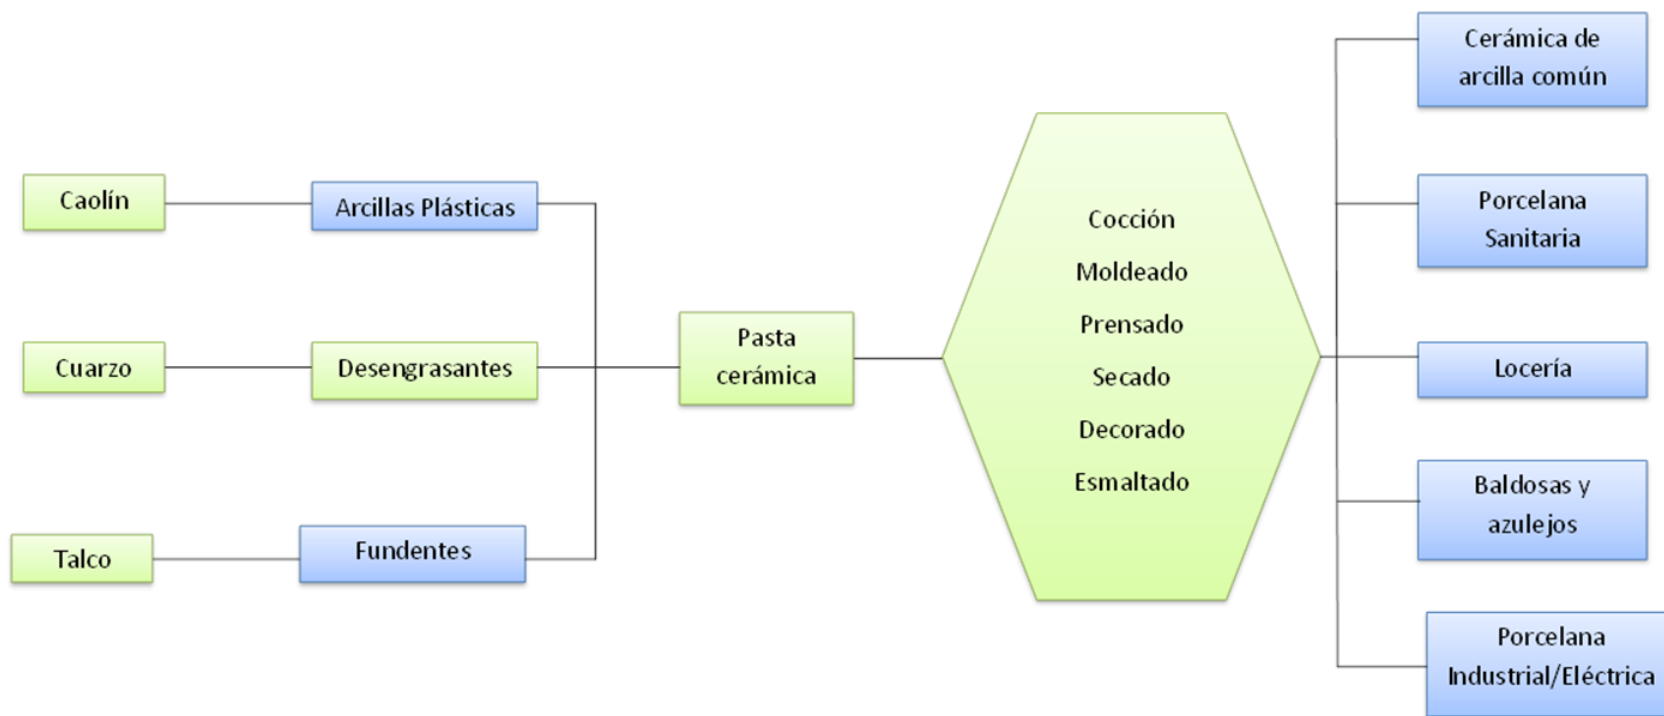 Caolín
Arcillas Plásticas
Cuarzo
Desengrasantes
Talco
Fundentes
Pasta
cerámica
Cocción
Moldeado
Prensado
Secado
Decorado
Esmaltado
Cerámica de
arcilla común
Porcelana
Sanitaria
Locería
Baldosas y
azulejos
Porcelana
Industrial/Eléctrica